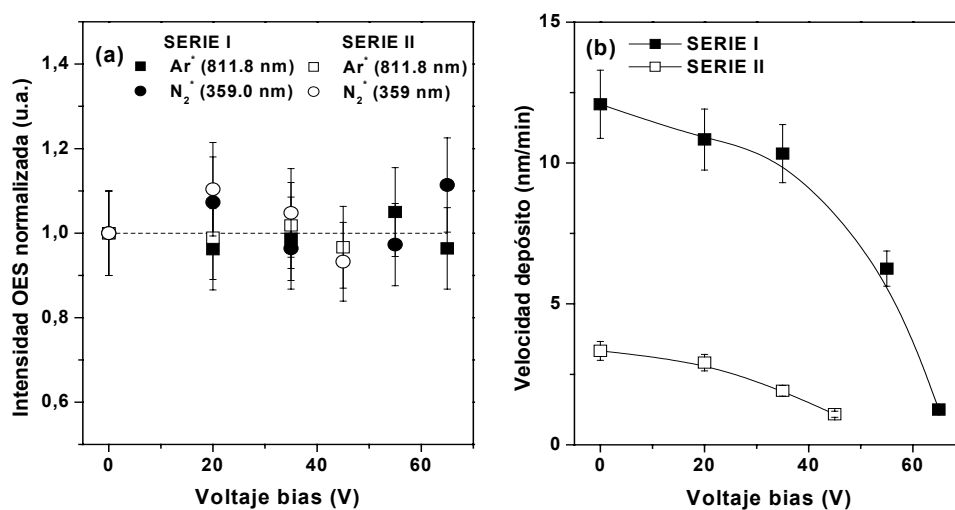 (a)
SERIE I
SERIE II
Ar* (811.8 nm)
Ar* (811.8 nm)
N2* (359.0 nm)
N2* (359 nm)
Intensidad OES normalizada (u.a.)
1,4
1,2
1,0
0,8
0,6
0
20
40
60
Voltaje bias (V)
(b)
SERIE I
SERIE II
Velocidad depósito (nm/min)
15
10
5
0
0
20
40
60
Voltaje bias (V)